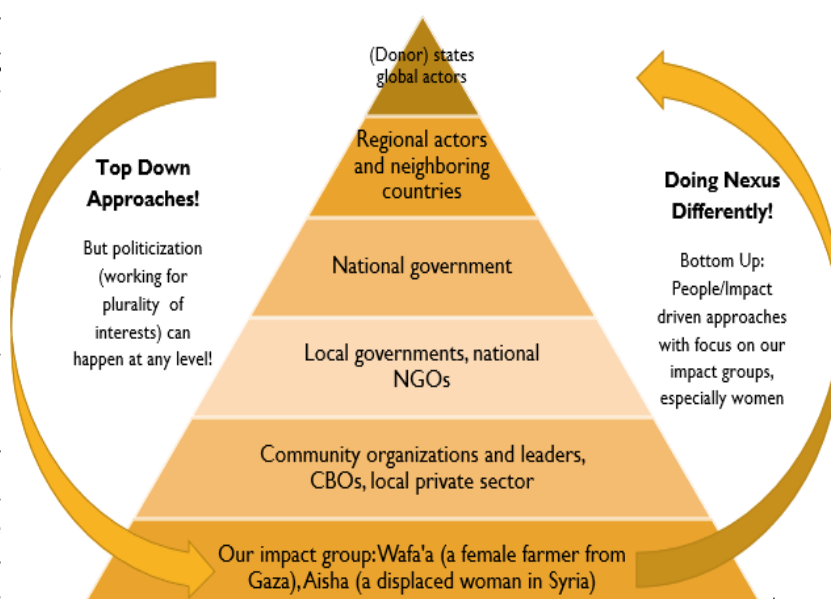 (Donor) states
global actors
Regional actors
and neighboring
countries
National government
Local governments, national
NGOs
Community organizations and leaders,
CBOs, local private sector
Our impact group:Wafa'a (a female farmer from
Gaza), Aisha (a displaced woman in Syria)
Top Down
Approaches!
But politicization
(working for
plurality of
interests) can
happen at any level!
Doing Nexus
Differently!
Bottom Up:
People/Impact
driven approaches
with focus on our
impact groups,
especially women